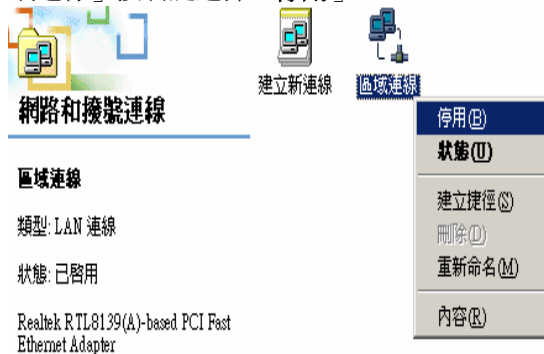 建立新連線
區域連線
網路和撥號連線
區域連線
類型: LAN 連線
狀態: 已啓用
Realtek RTL8139(A)-based PCI Fast
Ethernet Adapter
停用(B)
狀態(U)
建立捷徑(S)
刪除(D)
重新命名(M)
內容(R)